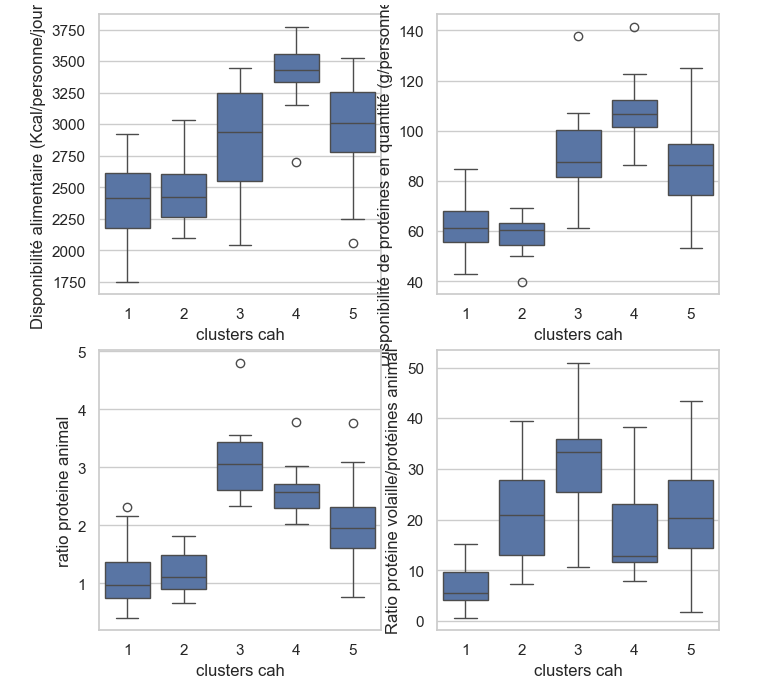 Disponibilité alimentaire (Kcal/personne/jour
3750
3500
3250
3000
2750
2500
2250
2000
1750
1 2 3 4 5
clusters cah
Disponibilité de protéines en quantité (g/personne
140
120
100
80
60
40
1 2 3 4 5
clusters cah
ratio proteine animal
5
4
3
2
1
1 2 3 4 5
clusters cah
Ratio protéine volaille/protéines animal
50
40
30
20
10
0
1 2 3 4 5
clusters cah